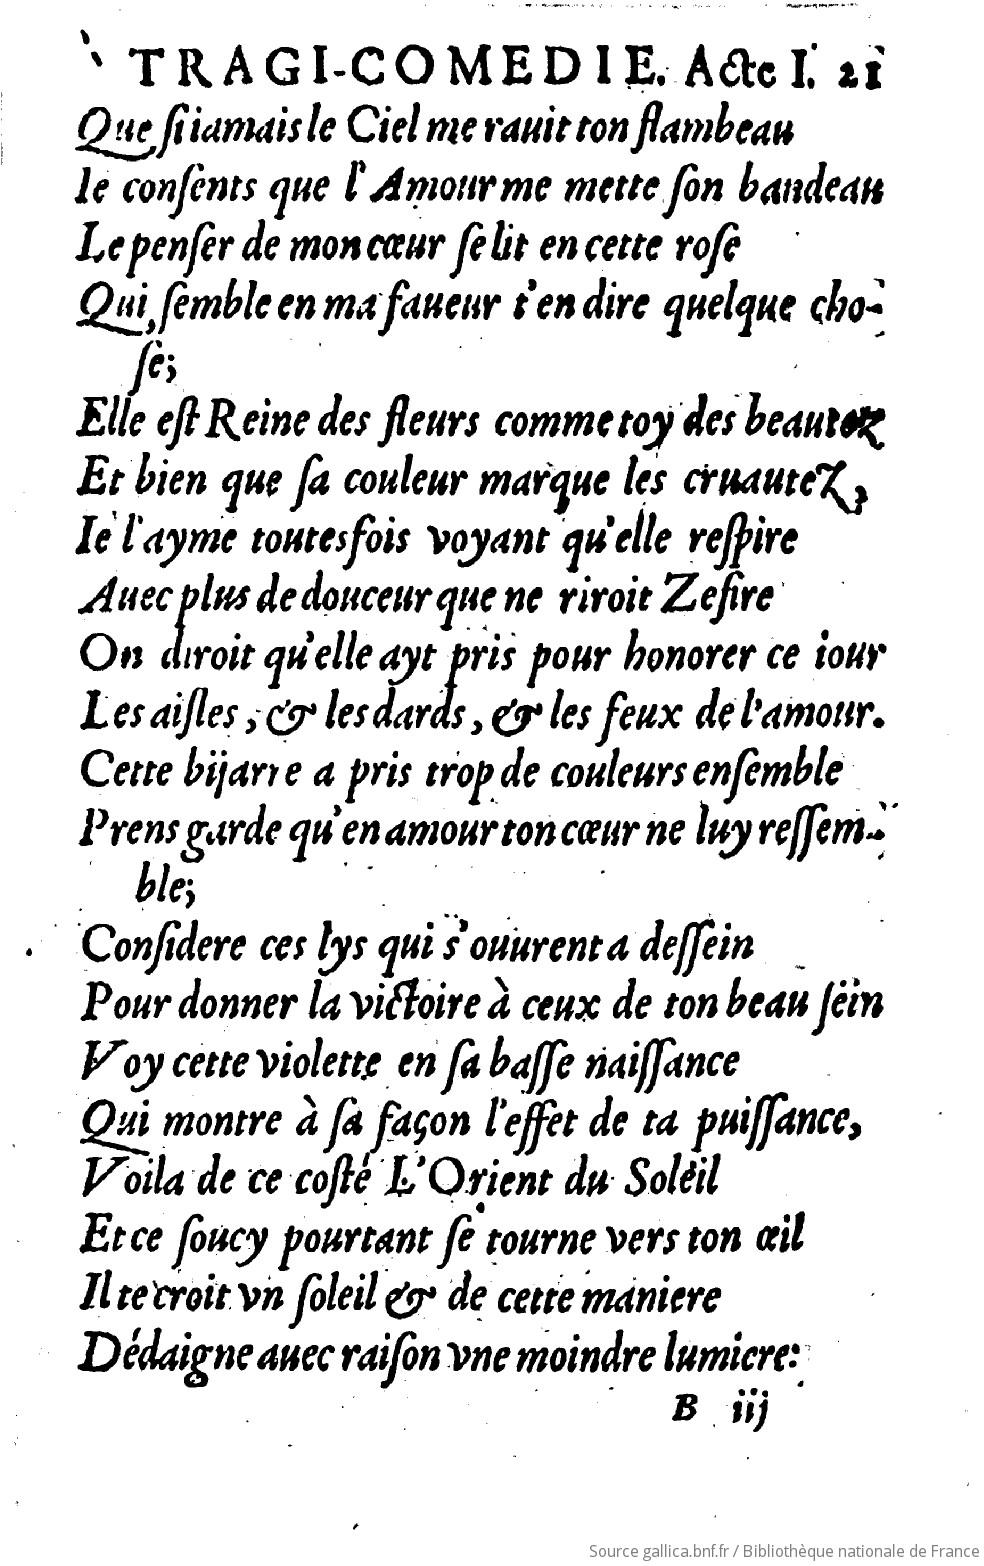 TRAGI-COMEDIE. Acte I. 21
Que ſi iamais le Ciel me rauit ton flambeau
Ie conſents que l'Amour me mette ſon bandeau
Le penſer de mon cœur ſe lit en cette roſe
Qui ſemble en ma faueur t'en dire quelque cho-
ſe;
Elle eſt Reine des fleurs comme toy des beautez
Et bien que ſa couleur marque les cruautez,
Ie l'ayme toutesfois voyant qu'elle reſpire
Auec plus de douceur que ne riroit Zefire
On diroit qu'elle ayt pris pour honorer ce iour
Les aiſles, & les dards, & les feux de l'amour.
Cette bijarre a pris trop de couleurs enſemble
Prens garde qu'en amour ton cœur ne luy reſſem-
ble;
Conſidere ces lys qui s'ouurent a deſſein
Pour donner la victoire à ceux de ton beau ſein
Voy cette violette en ſa baſſe naiſſance
Qui montre à ſa façon l'effet de ta puiſſance,
Voila de ce coſté L'Orient du Soleil
Et ce ſoucy pourtant ſe tourne vers ton œil
Il te croit vn ſoleil & de cette maniere
Dédaigne auec raiſon vne moindre lumiere:
B iij
Source gallica.bnf.fr / Bibliothèque nationale de France